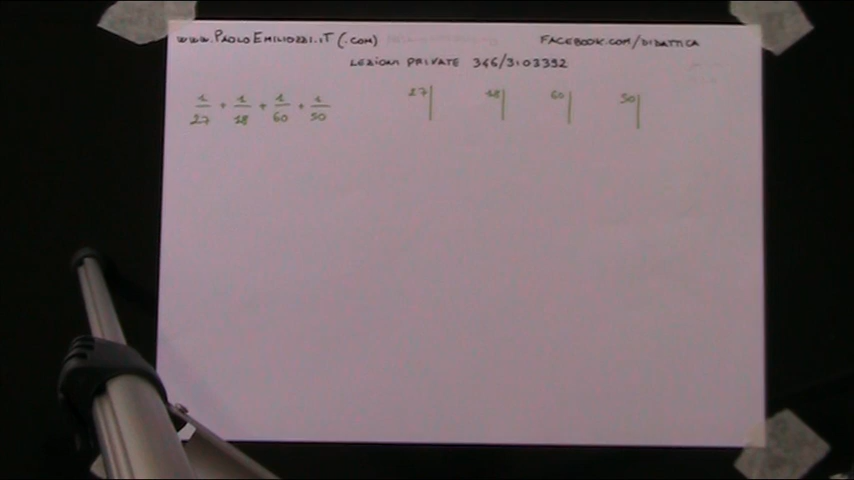 www.PaoloEmiliozzi.iT (.com)
FACEBOOK.COM/DIDATTICA
LEZIONI PRIVATE 346/3103392
1/27 + 1/18 + 1/60 + 1/50
27| 18| 60| 50|